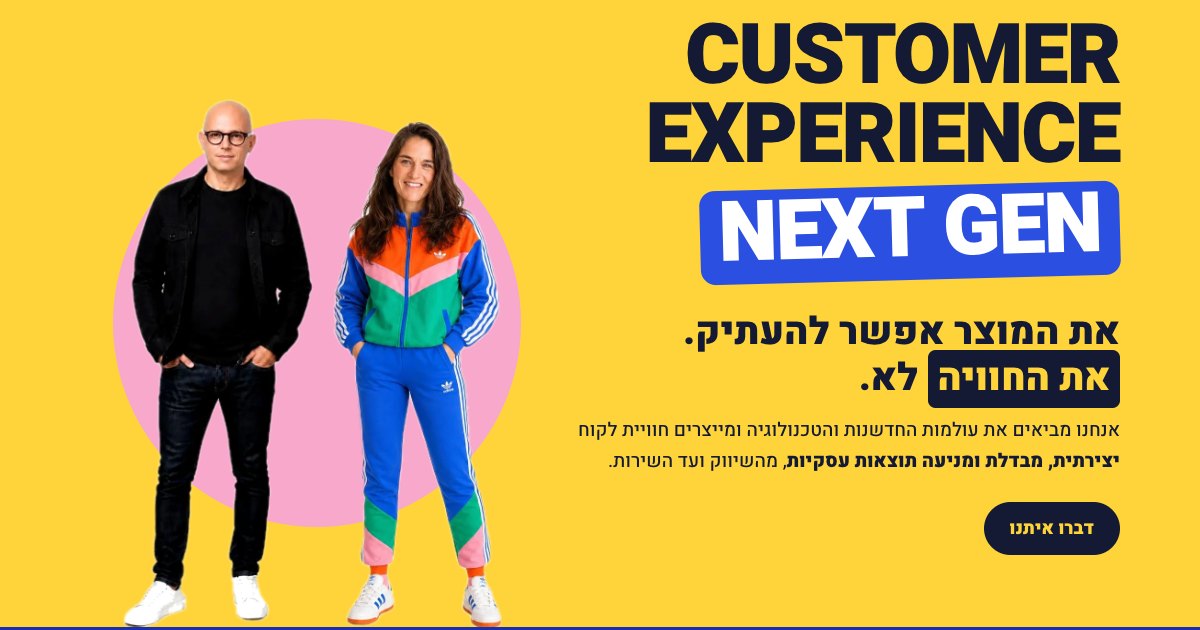 CUSTOMER
EXPERIENCE
NEXT GEN
את המוצר אפשר להעתיק.
את החוויה לא.
אנחנו מביאים את עולמות החדשנות והטכנולוגיה ומייצרים חוויית לקוח
יצירתית, מבדלת ומניעה תוצאות עסקיות, מהשיווק ועד השירות.
דברו איתנו